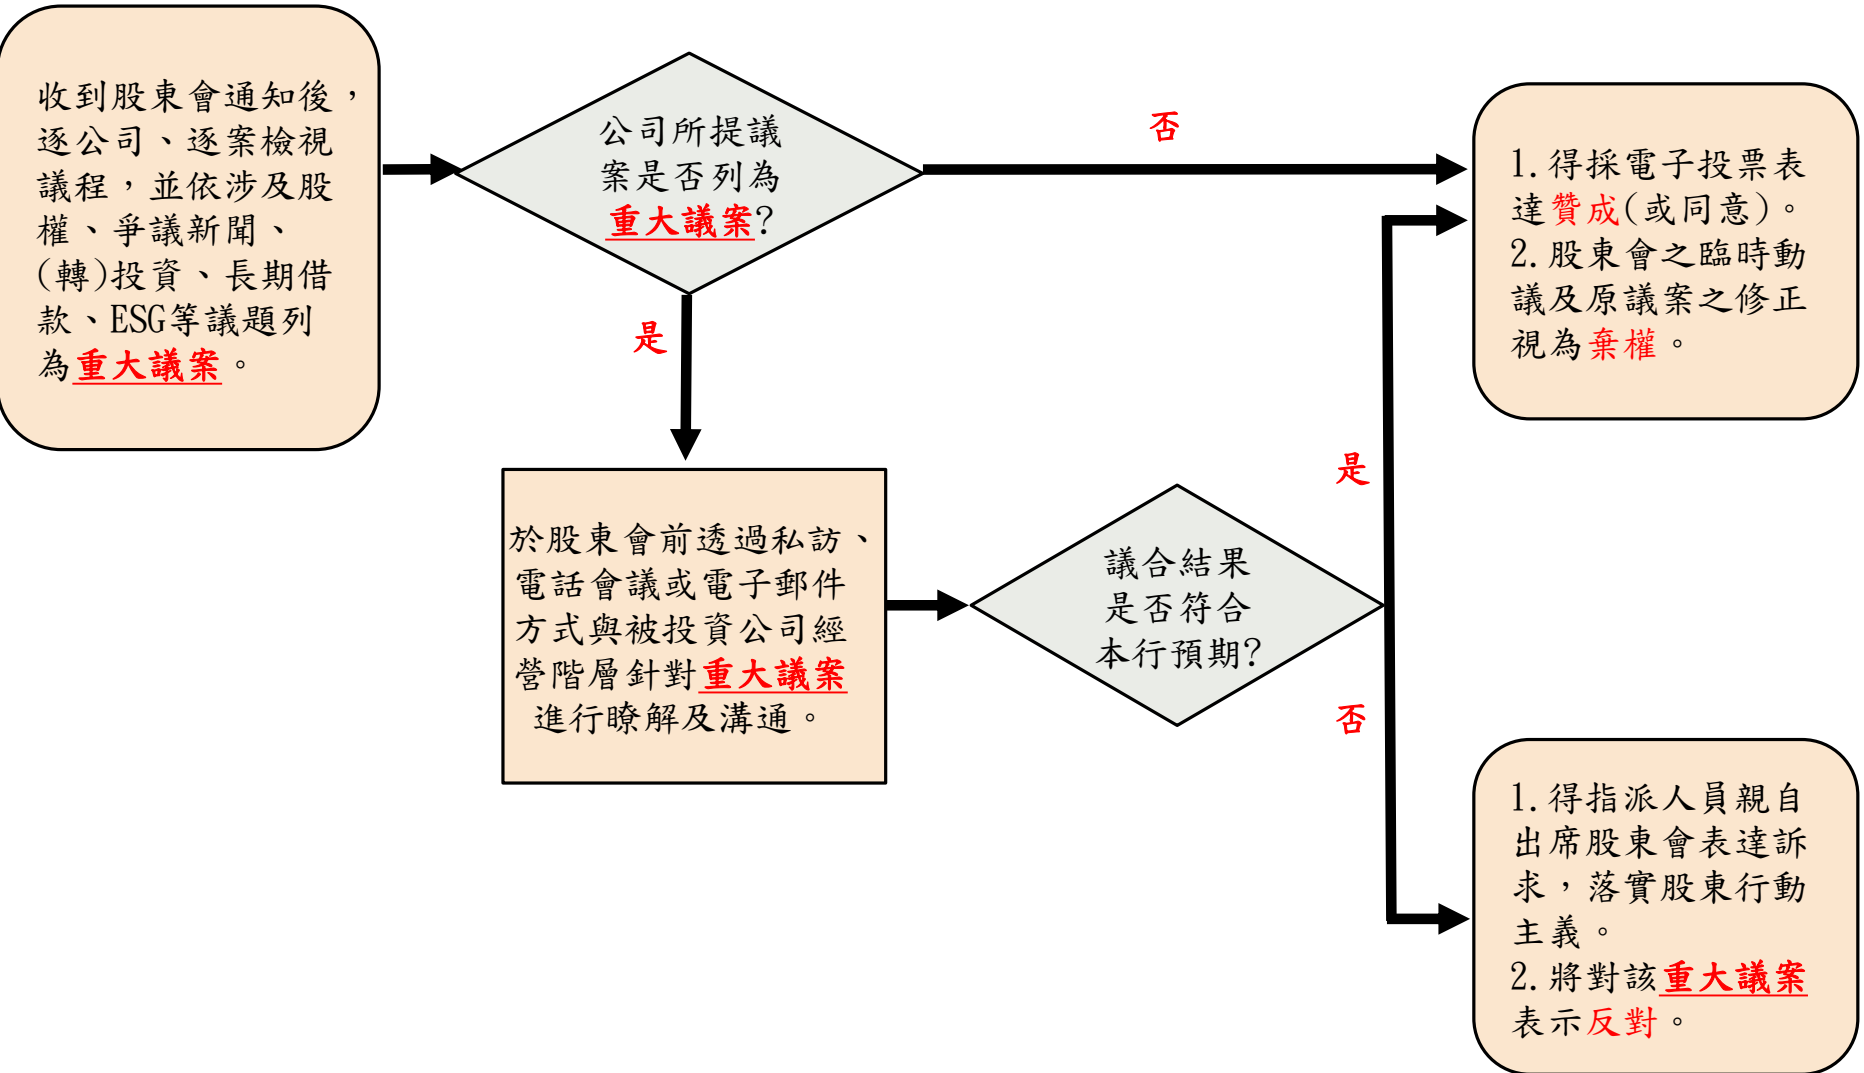 收到股東會通知後，
逐公司、逐案檢視
議程，並依涉及股
權、爭議新聞、
(轉)投資、長期借
款、ESG等議題列
為重大議案。
公司所提議
案是否列為
重大議案?
否
是
1.得採電子投票表
達贊成(或同意)。
2.股東會之臨時動
議及原議案之修正
視為棄權。
於股東會前透過私訪、
電話會議或電子郵件
方式與被投資公司經
營階層針對重大議案
進行瞭解及溝通。
議合結果
是否符合
本行預期?
是
否
1.得指派人員親自
出席股東會表達訴
求，落實股東行動
主義。
2.將對該重大議案
表示反對。